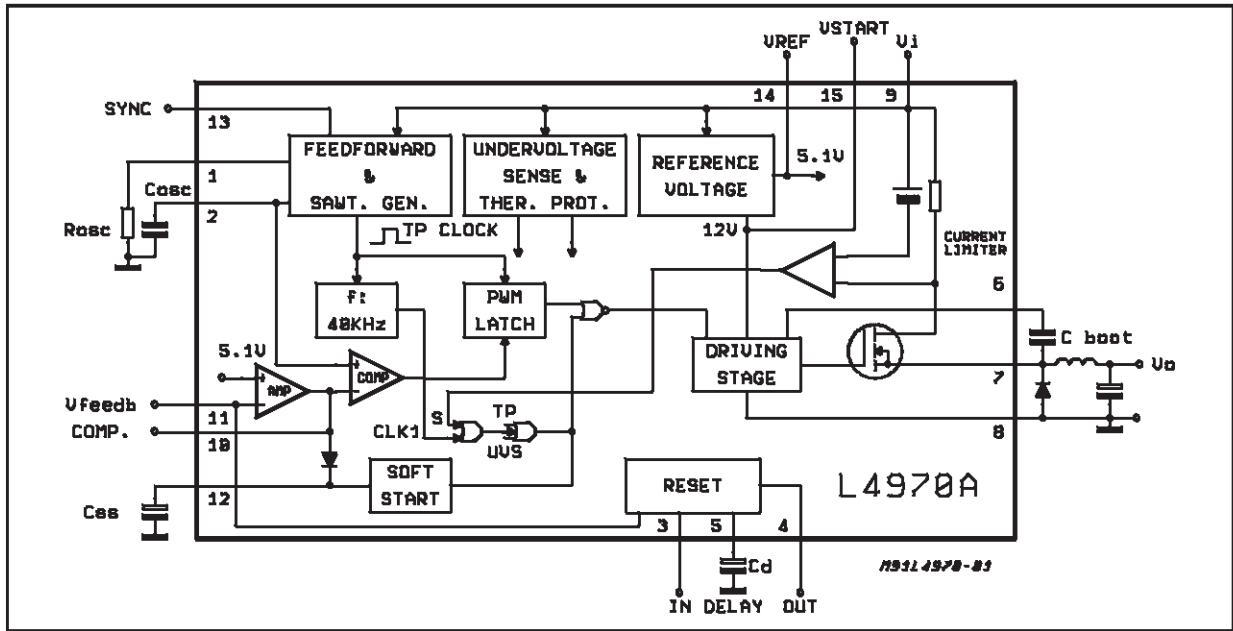 VSTART
VREF
Vi
14
15
9
SYNC
13
FEEDFORWARD
&
SAWT. GEN.
UNDERVOLTAGE
SENSE &
THER. PROT.
REFERENCE
VOLTAGE
5.1V
1
Cosc
2
Rosc
12V
TP CLOCK
CURRENT
LIMITER
6
f:
40KHz
PWM
LATCH
C boot
DRIVING
STAGE
Vo
7
5.1V
AMP
COMP
Vfeedb
11
S
TP
COMP.
10
CLK1
UVS
8
SOFT
START
RESET
L4970A
12
Css
3
5
4
Cd
M91L4970-03
IN
DELAY
OUT